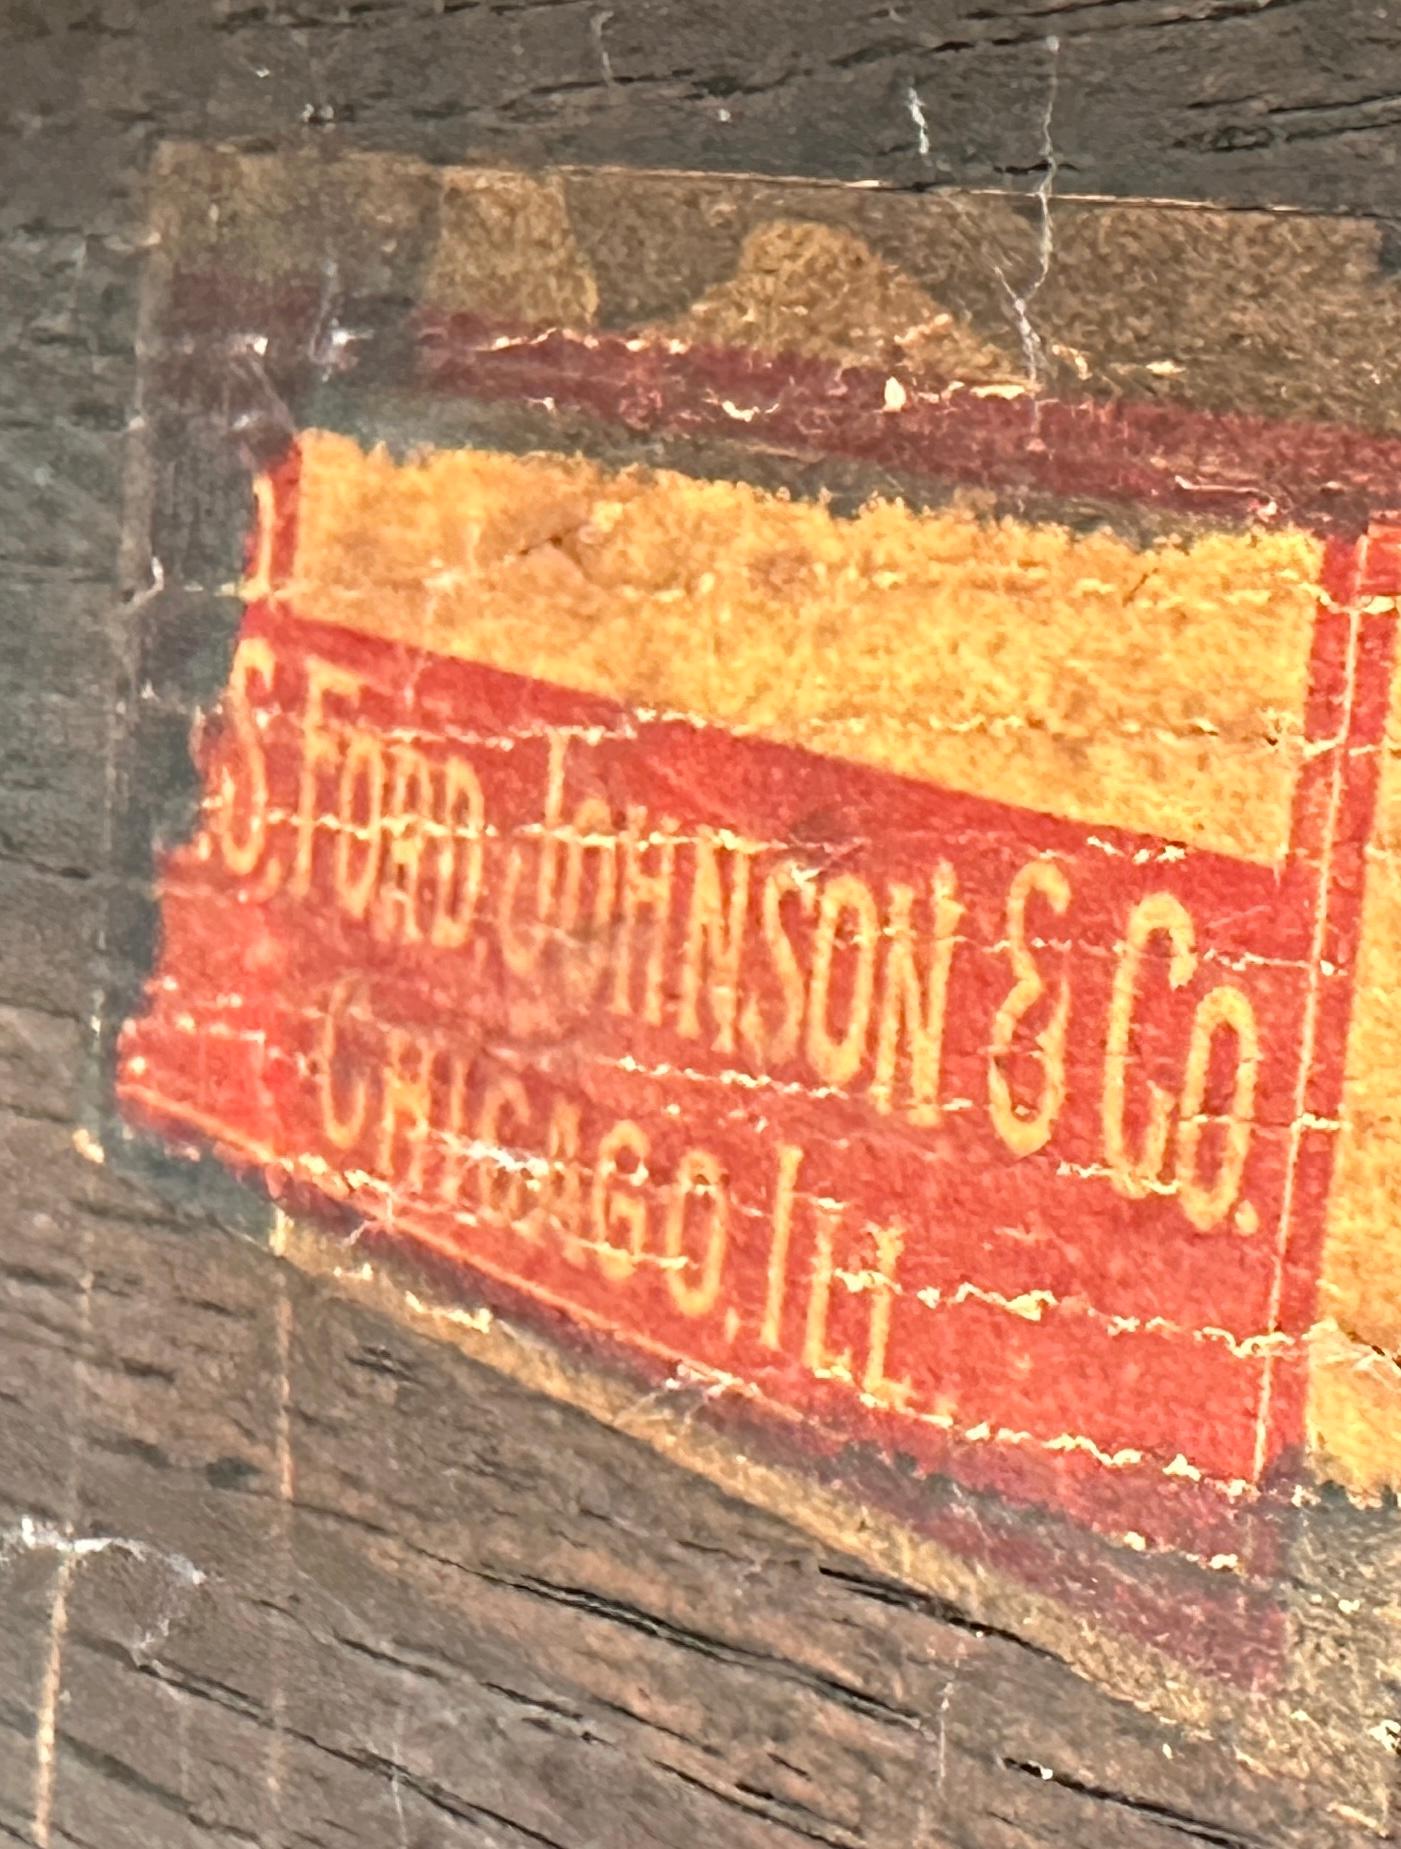 S. FORD, JOHNSON & CO.
CHICAGO, ILL.